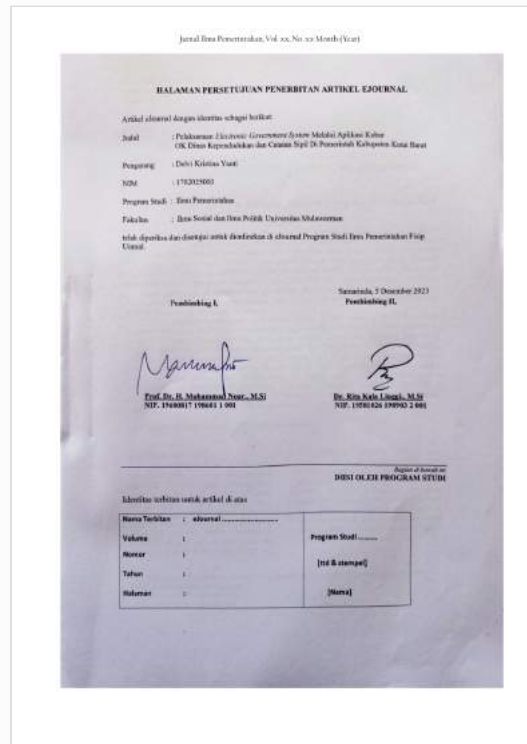 Jurnal Ilmu Pemerintahan, Vol xx, No. xx Month (Year)
HALAMAN PERSETUJUAN PENERBITAN ARTIKEL EJOURNAL
Artikel eJournal dengan identitas sebagai berikut:
Judul : Pelaksanaan Electronic Government System Melalui Aplikasi Kubar
OK Dinas Kependudukan dan Catatan Sipil Di Pemerintah Kabupaten Kutai Barat
Pengarang : Delvi Kristina Yanti
NIM : 1702025003
Program Studi : Ilmu Pemerintahan
Fakultas : Ilmu Sosial dan Ilmu Politik Universitas Mulawarman
telah diperiksa dan disetujui untuk dionlinekan di eJournal Program Studi Ilmu Pemerintahan Fisip
Unmul.
Samarinda, 5 Desember 2023
Pembimbing I, Pembimbing II,
Prof. Dr. H. Muhammad Noor., M.Si Dr. Rita Kala Linggi., M.Si
NIP. 19600817 198601 1 001 NIP. 19581026 198903 2 001
Bagian di bawah ini
DIISI OLEH PROGRAM STUDI
Identitas terbitan untuk artikel di atas
Nama Terbitan : eJournal ........................
Volume :
Program Studi .........
Nomor :
[ttd & stempel]
Tahun :
Halaman :
[Nama]